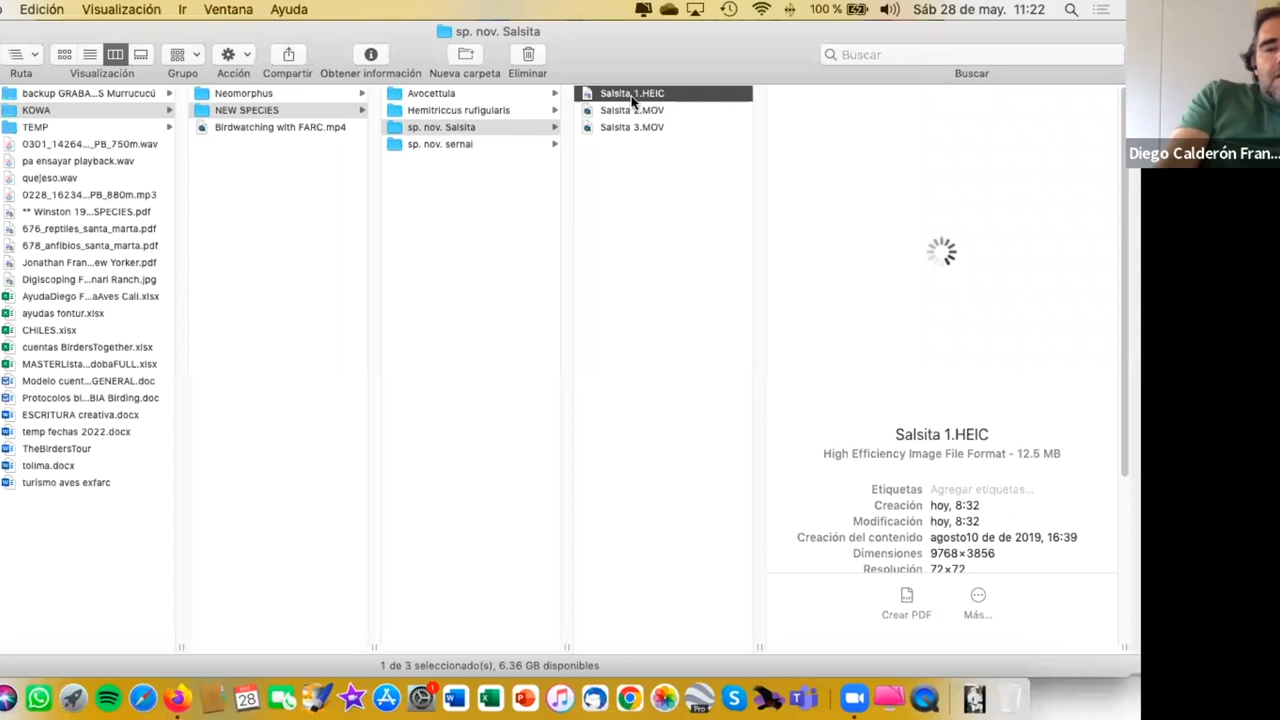 Edición Visualización Ir Ventana Ayuda 100 % Sáb 28 de may. 11:22
sp. nov. Salsita
Buscar
Ruta Visualización Grupo Acción Compartir Obtener información Nueva carpeta Eliminar Buscar
backup GRABA...S Murrucucú
KOWA
TEMP
0301_14264..._PB_750m.wav
pa ensayar playback.wav
quejeso.wav
0228_16234...PB_880m.mp3
** Winston 19...SPECIES.pdf
676_reptiles_santa_marta.pdf
678_anfibios_santa_marta.pdf
Jonathan Fran...ew Yorker.pdf
Digiscoping F...narl Ranch.jpg
AyudaDiego F...aAves Cali.xlsx
ayudas fontur.xlsx
CHILES.xlsx
cuentas BirdersTogether.xlsx
MASTERLista...dobaFULL.xlsx
Modelo cuent...GENERAL.doc
Protocolos bi...BIA Birding.doc
ESCRITURA creativa.docx
temp fechas 2022.docx
TheBirdersTour
tolima.docx
turismo aves exfarc
Neomorphus
NEW SPECIES
Birdwatching with FARC.mp4
Avocettula
Hemitriccus rufigularis
sp. nov. Salsita
sp. nov. sernai
Salsita 1.HEIC
Salsita 2.MOV
Salsita 3.MOV
Salsita 1.HEIC
High Efficiency Image File Format - 12.5 MB
Etiquetas Agregar etiquetas...
Creación hoy, 8:32
Modificación hoy, 8:32
Creación del contenido agosto10 de de 2019, 16:39
Dimensiones 9768×3856
Resolución 72×72
Crear PDF Más...
1 de 3 seleccionado(s), 6.36 GB disponibles
Diego Calderón Fran...
MAY
28
1
Pro